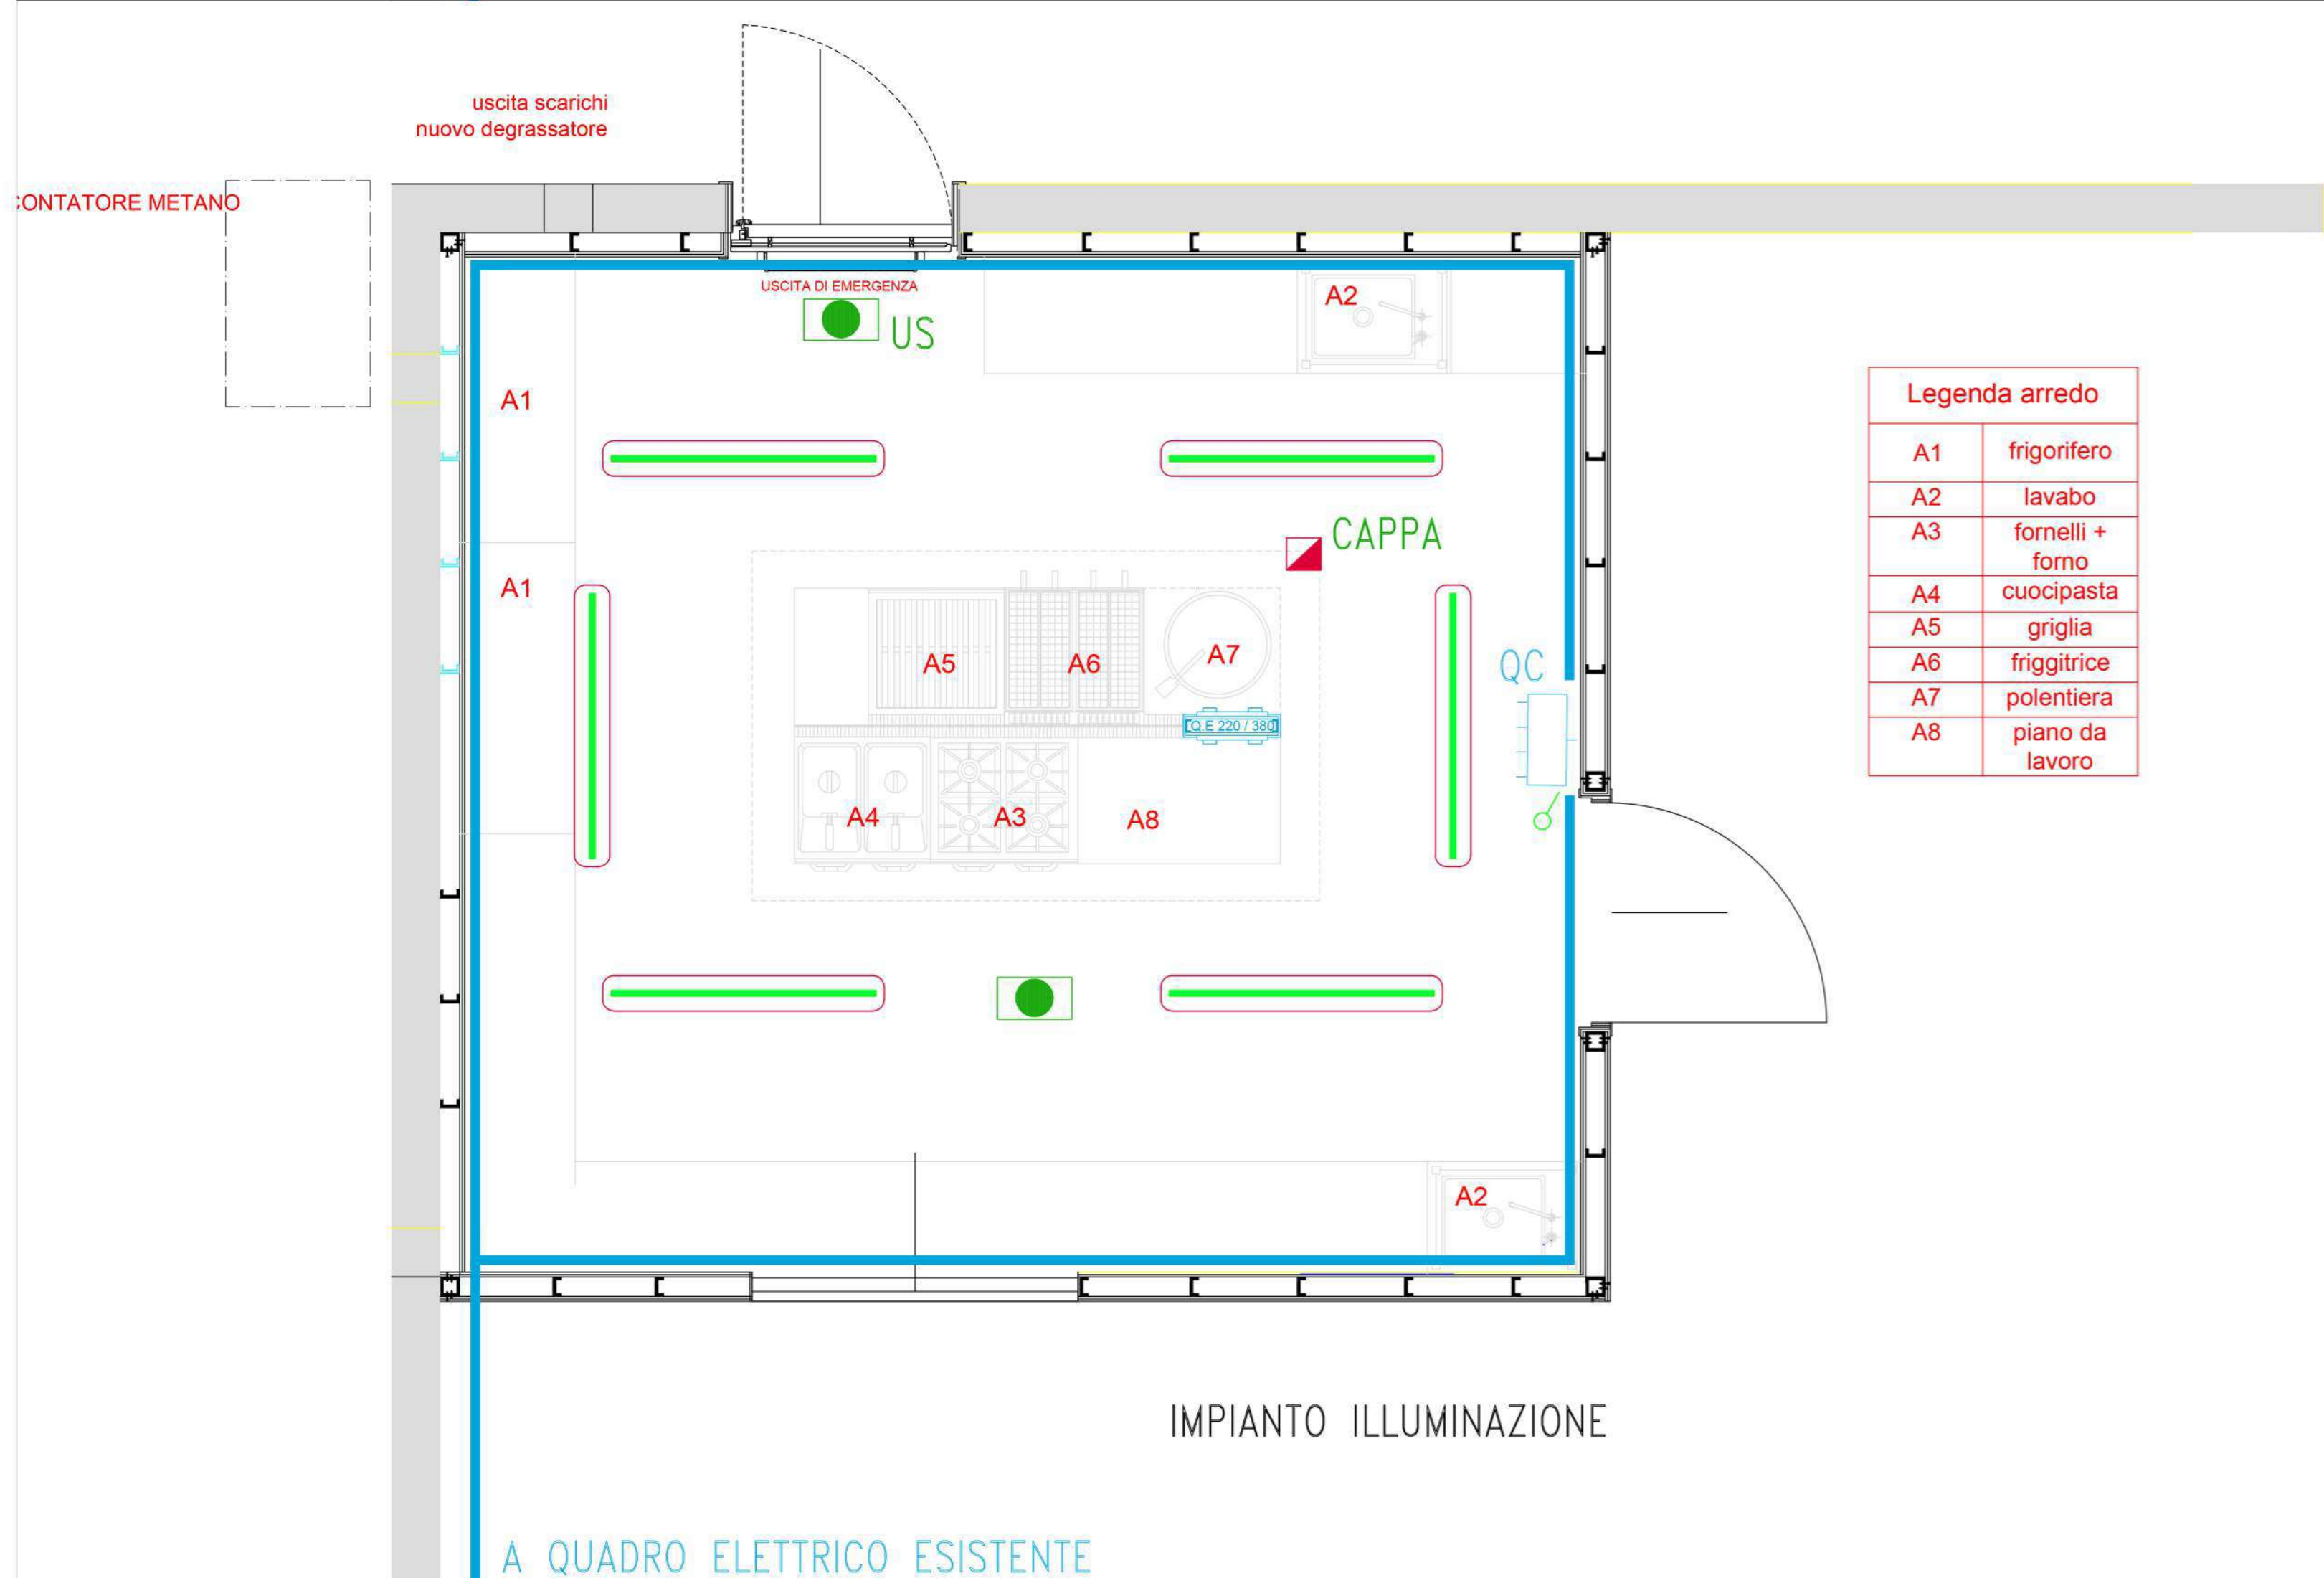 uscita scarichi
nuovo degrassatore
CONTATORE METANO
USCITA DI EMERGENZA
US
A2
A1
CAPPA
A1
A5
A6
A7
QC
Q.E 220 / 380
A4
A3
A8
A2
Legenda arredo
A1 frigorifero
A2 lavabo
A3 fornelli +
forno
A4 cuocipasta
A5 griglia
A6 friggitrice
A7 polentiera
A8 piano da
lavoro
IMPIANTO ILLUMINAZIONE
A QUADRO ELETTRICO ESISTENTE